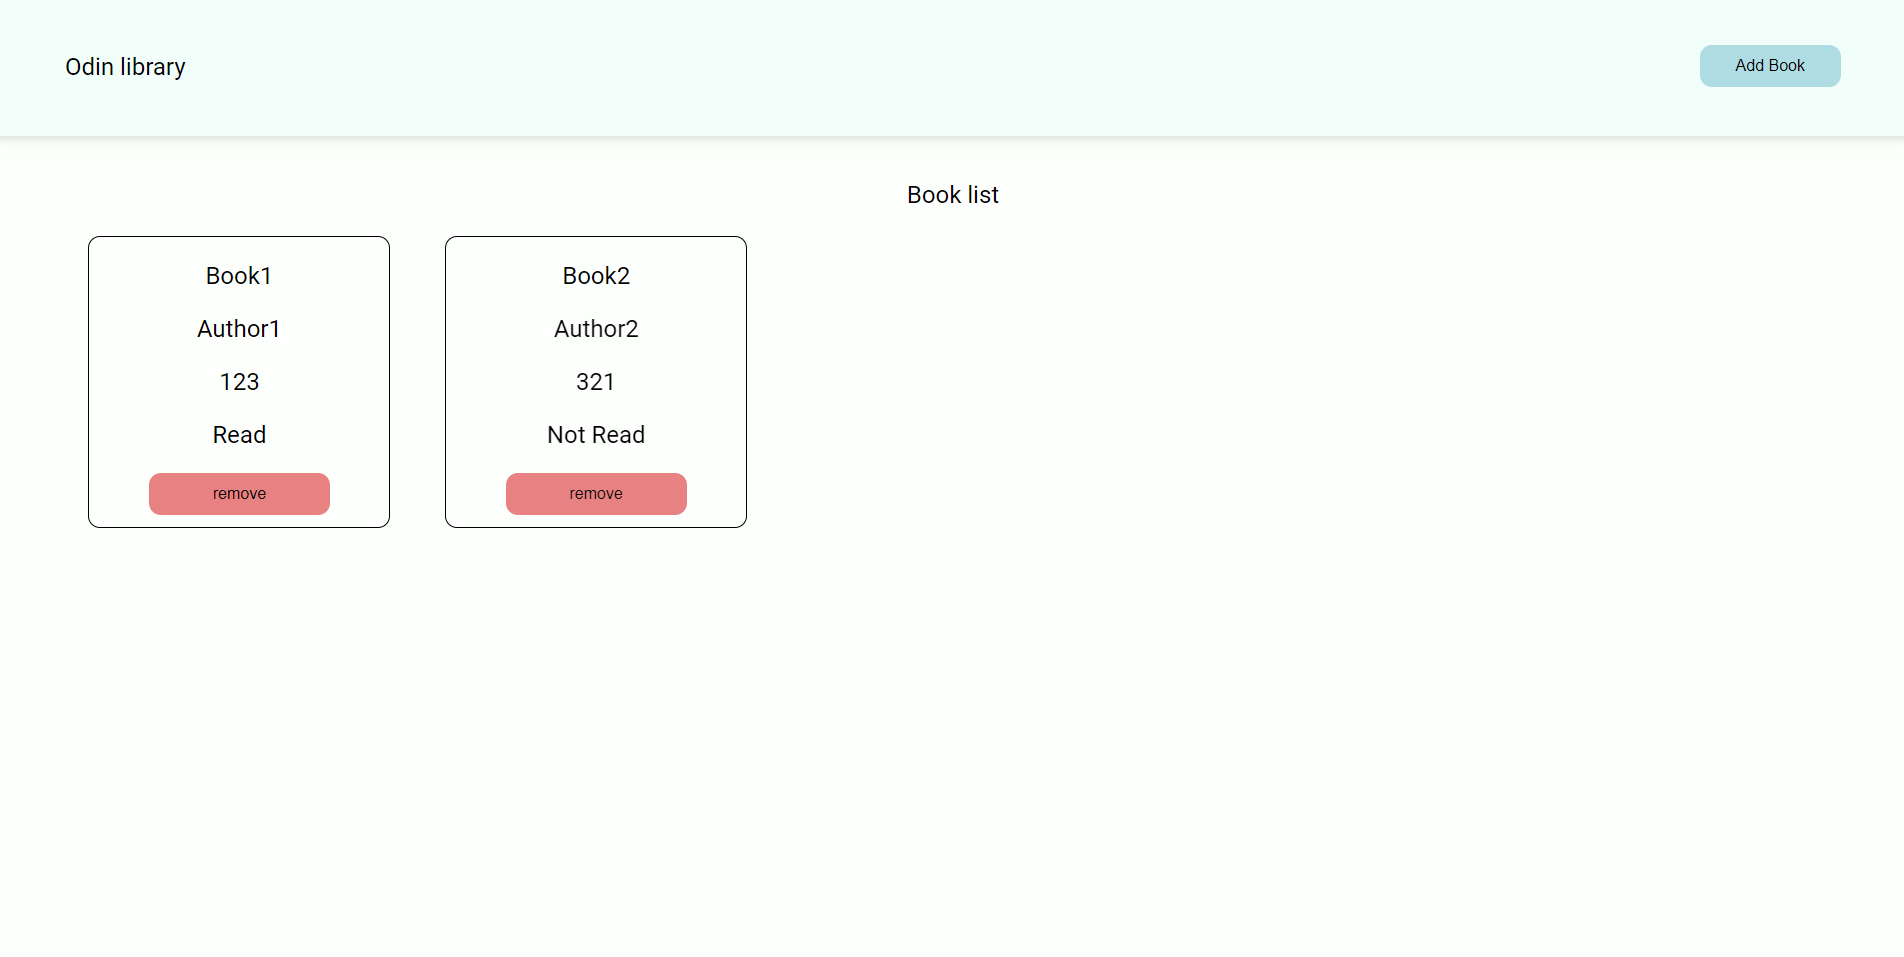 Odin library
Add Book
Book list
Book1
Author1
123
Read
remove
Book2
Author2
321
Not Read
remove